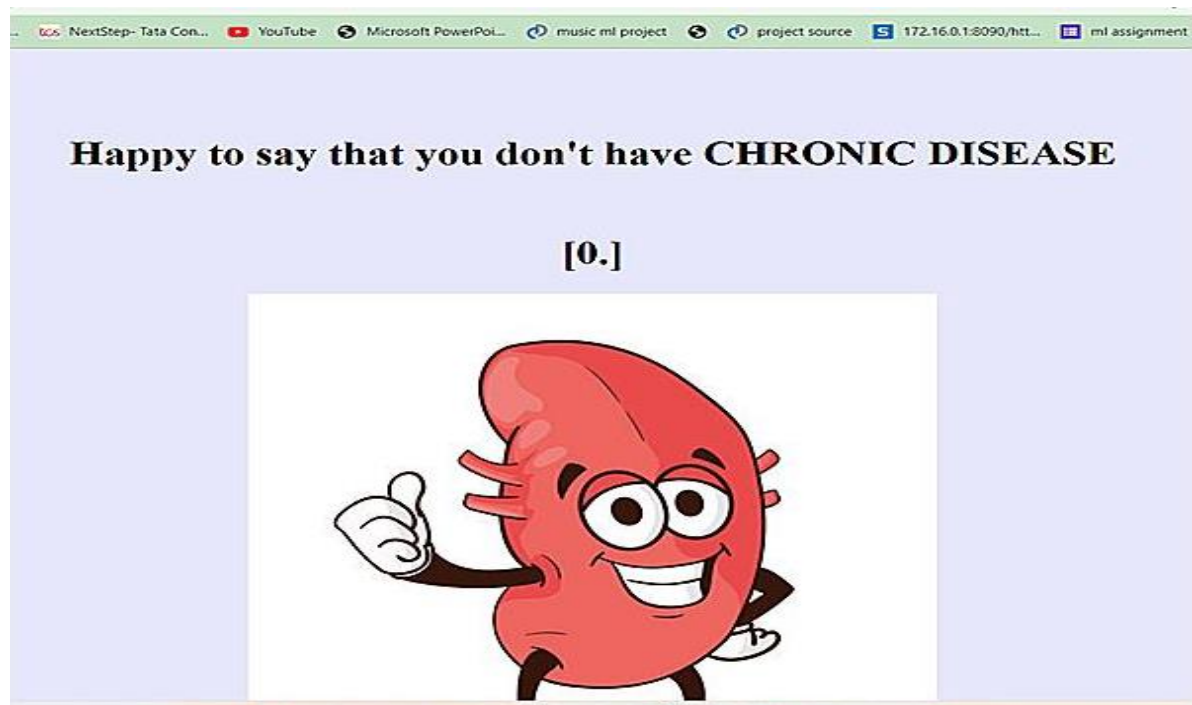 NextStep- Tata Con... YouTube Microsoft PowerPoi... music ml project project source 172.16.0.1:8090/htt... ml assignment
Happy to say that you don't have CHRONIC DISEASE
[0.]